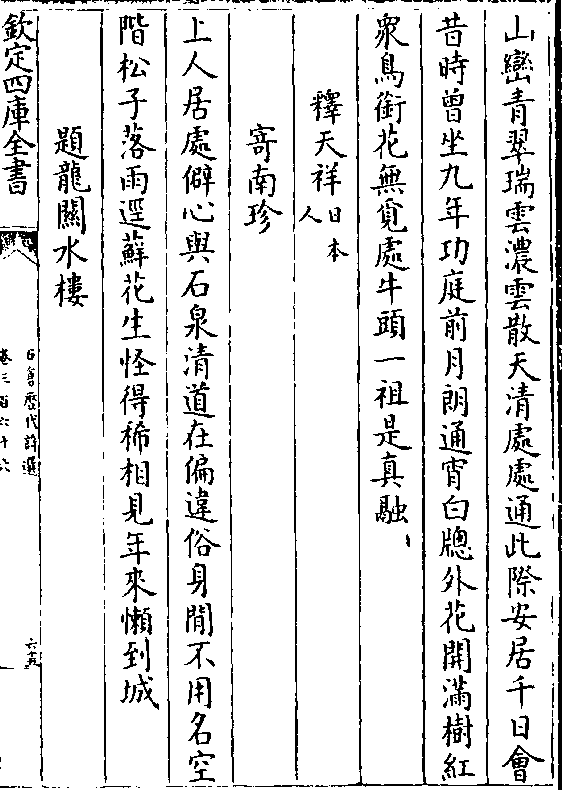 山巒青翠瑞雲濃雲散天清處處通此際安居千日會
昔時曾坐九年功庭前月朗通宵白牕外花開滿樹紅
衆鳥銜花無覔處牛頭一祖是真融
釋天祥日本人
寄南珍
上人居處僻心與石泉清道在偏違俗身閒不用名空
階松子落雨逕蘚花生怪得稀相見年來懶到城
題龍關水樓
欽定四庫全書
御選歷代詩選
卷三百六十六
六五